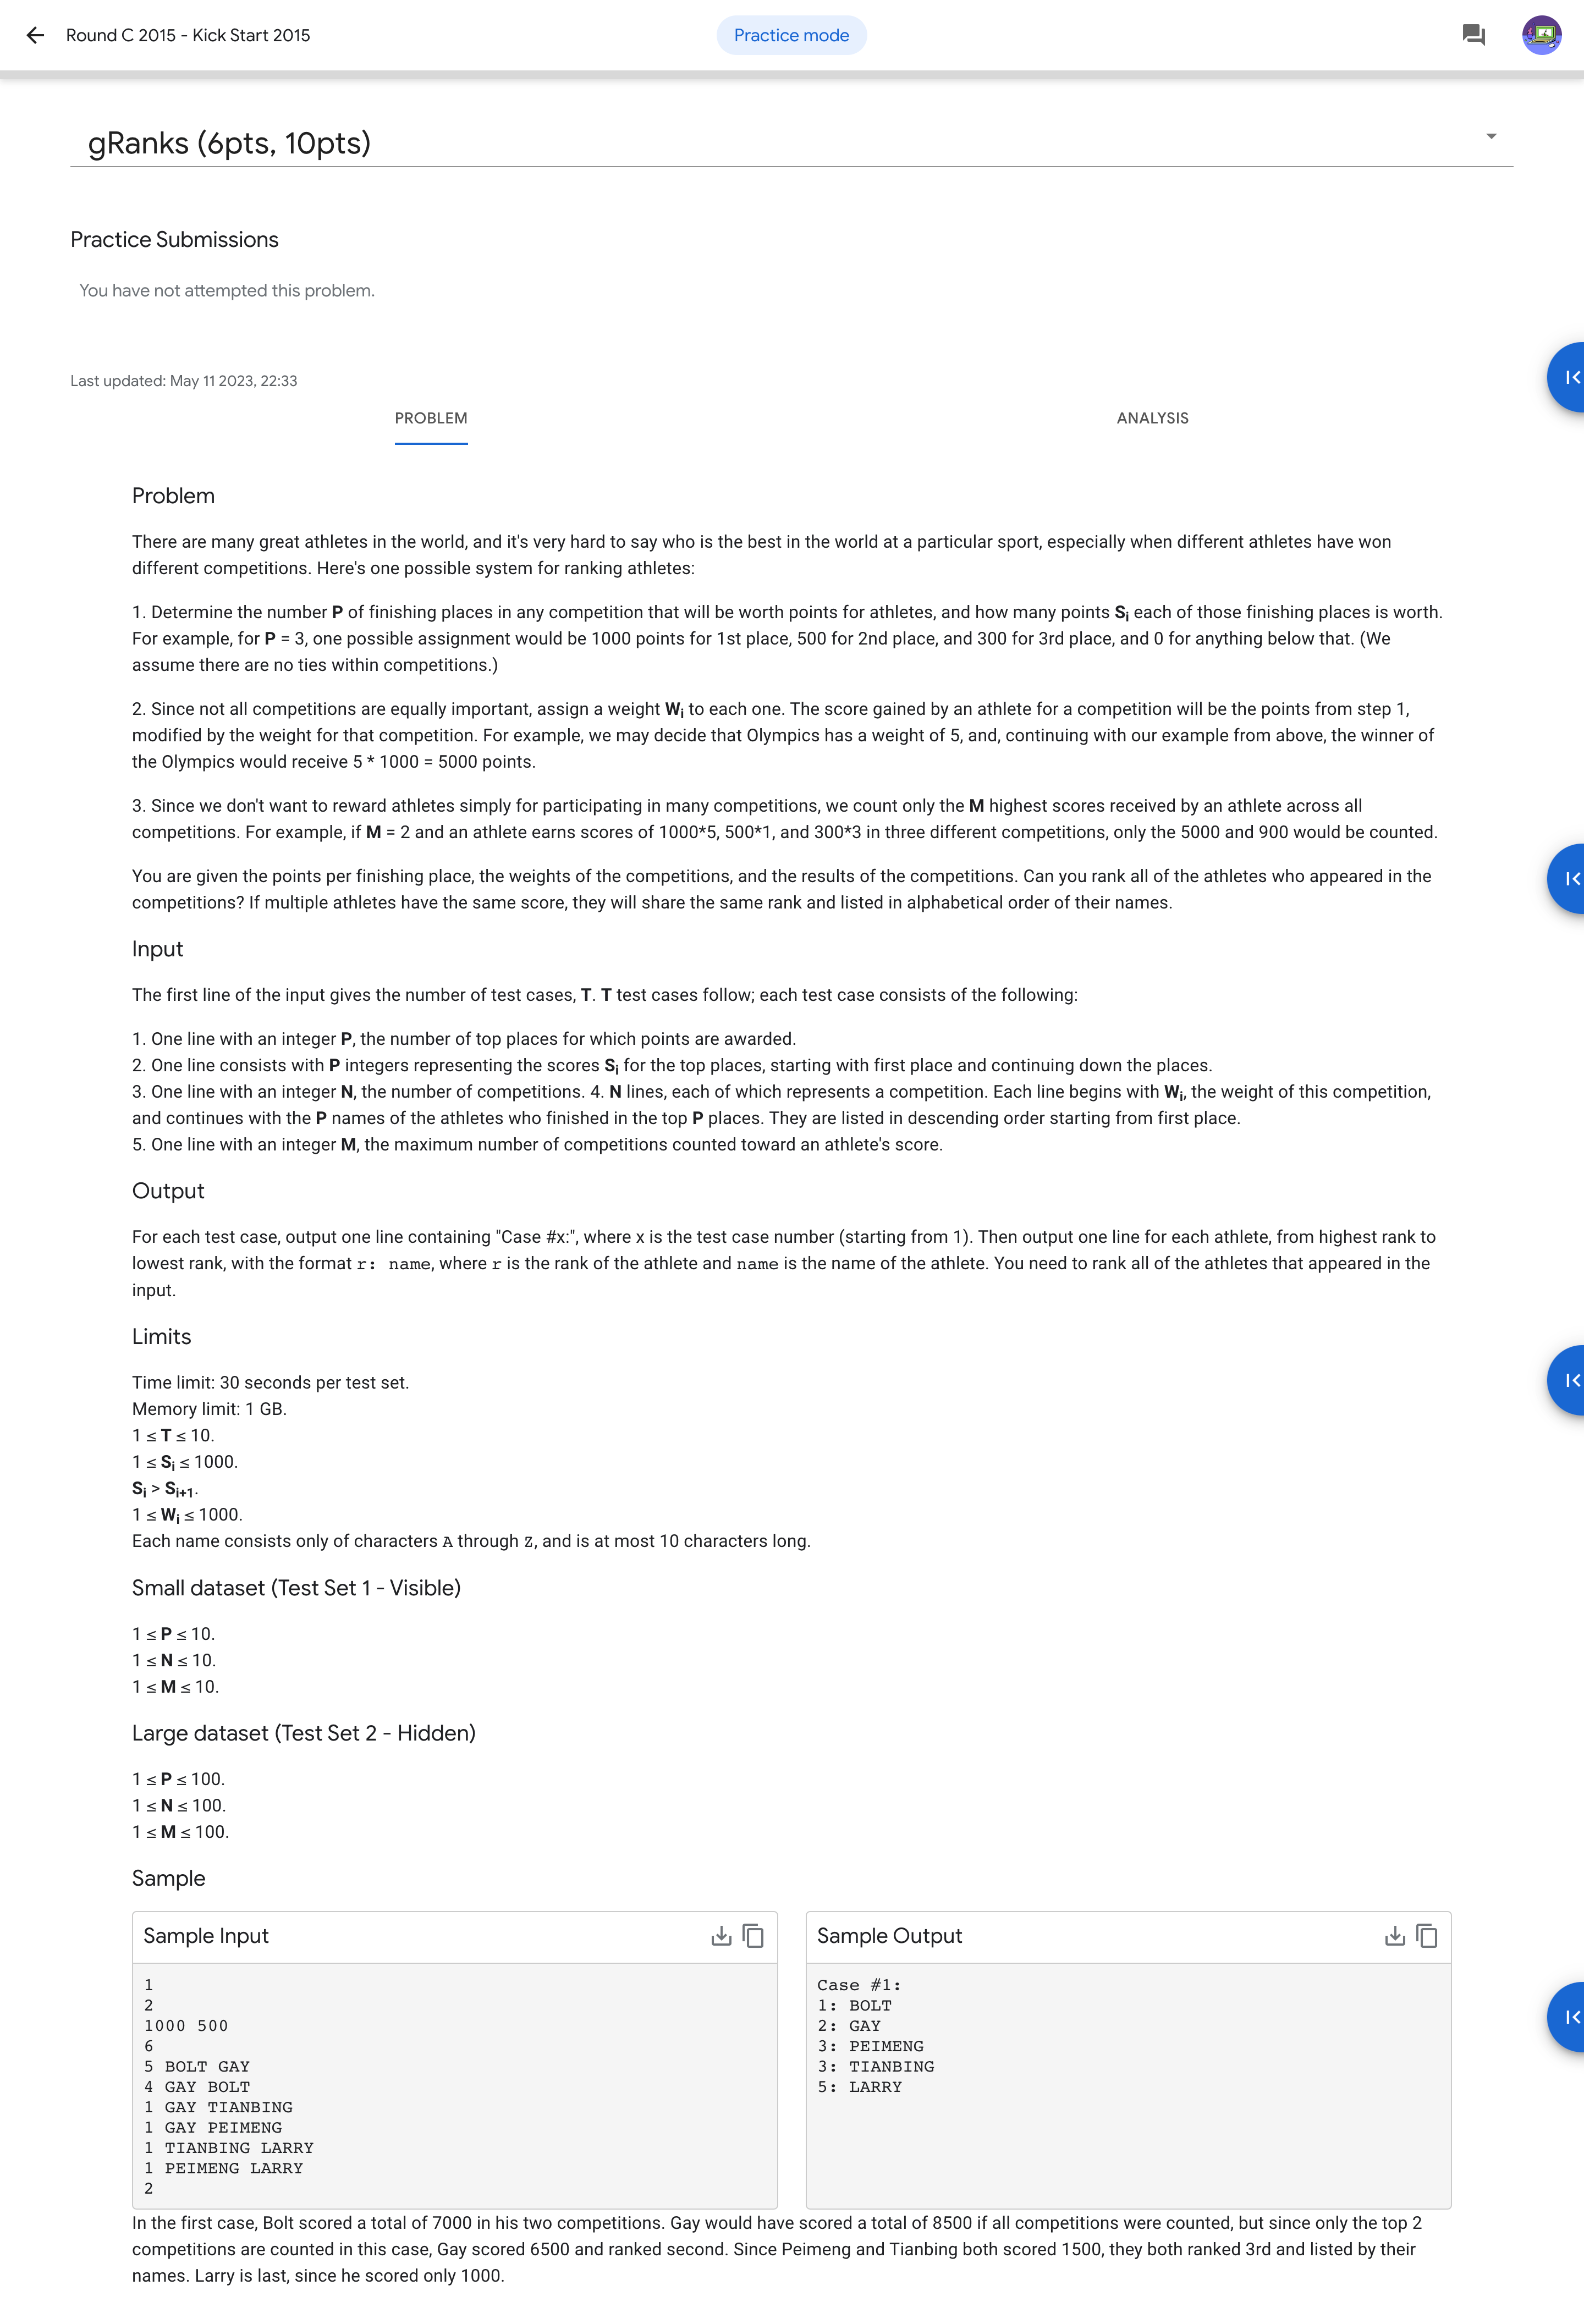 Round C 2015 - Kick Start 2015
Practice mode
gRanks (6pts, 10pts)
Practice Submissions
You have not attempted this problem.
Last updated: May 11 2023, 22:33
PROBLEM
ANALYSIS
Problem
There are many great athletes in the world, and it's very hard to say who is the best in the world at a particular sport, especially when different athletes have won
different competitions. Here's one possible system for ranking athletes:
1. Determine the number P of finishing places in any competition that will be worth points for athletes, and how many points Si each of those finishing places is worth.
For example, for P = 3, one possible assignment would be 1000 points for 1st place, 500 for 2nd place, and 300 for 3rd place, and 0 for anything below that. (We
assume there are no ties within competitions.)
2. Since not all competitions are equally important, assign a weight Wi to each one. The score gained by an athlete for a competition will be the points from step 1,
modified by the weight for that competition. For example, we may decide that Olympics has a weight of 5, and, continuing with our example from above, the winner of
the Olympics would receive 5 * 1000 = 5000 points.
3. Since we don't want to reward athletes simply for participating in many competitions, we count only the M highest scores received by an athlete across all
competitions. For example, if M = 2 and an athlete earns scores of 1000*5, 500*1, and 300*3 in three different competitions, only the 5000 and 900 would be counted.
You are given the points per finishing place, the weights of the competitions, and the results of the competitions. Can you rank all of the athletes who appeared in the
competitions? If multiple athletes have the same score, they will share the same rank and listed in alphabetical order of their names.
Input
The first line of the input gives the number of test cases, T. T test cases follow; each test case consists of the following:
1. One line with an integer P, the number of top places for which points are awarded.
2. One line consists with P integers representing the scores Si for the top places, starting with first place and continuing down the places.
3. One line with an integer N, the number of competitions. 4. N lines, each of which represents a competition. Each line begins with Wi, the weight of this competition,
and continues with the P names of the athletes who finished in the top P places. They are listed in descending order starting from first place.
5. One line with an integer M, the maximum number of competitions counted toward an athlete's score.
Output
For each test case, output one line containing "Case #x:", where x is the test case number (starting from 1). Then output one line for each athlete, from highest rank to
lowest rank, with the format r: name, where r is the rank of the athlete and name is the name of the athlete. You need to rank all of the athletes that appeared in the
input.
Limits
Time limit: 30 seconds per test set.
Memory limit: 1 GB.
1 ≤ T ≤ 10.
1 ≤ Si ≤ 1000.
Si > Si+1.
1 ≤ Wi ≤ 1000.
Each name consists only of characters A through Z, and is at most 10 characters long.
Small dataset (Test Set 1 - Visible)
1 ≤ P ≤ 10.
1 ≤ N ≤ 10.
1 ≤ M ≤ 10.
Large dataset (Test Set 2 - Hidden)
1 ≤ P ≤ 100.
1 ≤ N ≤ 100.
1 ≤ M ≤ 100.
Sample
Sample Input
1
2
1000 500
6
5 BOLT GAY
4 GAY BOLT
1 GAY TIANBING
1 GAY PEIMENG
1 TIANBING LARRY
1 PEIMENG LARRY
2
Sample Output
Case #1:
1: BOLT
2: GAY
3: PEIMENG
3: TIANBING
5: LARRY
In the first case, Bolt scored a total of 7000 in his two competitions. Gay would have scored a total of 8500 if all competitions were counted, but since only the top 2
competitions are counted in this case, Gay scored 6500 and ranked second. Since Peimeng and Tianbing both scored 1500, they both ranked 3rd and listed by their
names. Larry is last, since he scored only 1000.